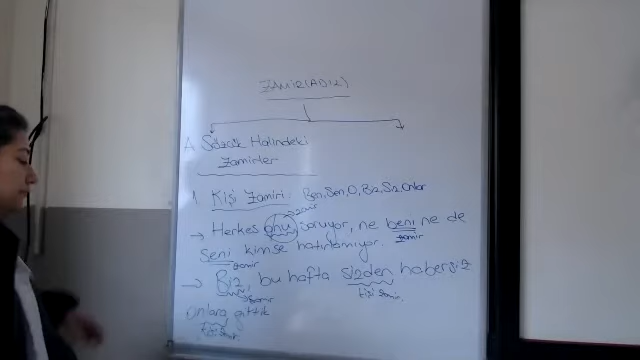 ZAMİR (ADIL)
A Sözcük Halindeki
Zamirler
1. Kişi Zamiri: Ben, Sen, O, Biz, Siz, Onlar
zamir
→ Herkes onu soruyor, ne beni ne de
zamir
seni kimse hatırlamıyor.
zamir
→ Biz, bu hafta sizden habersiz
zamir
kişi zamiri
onlara gittik